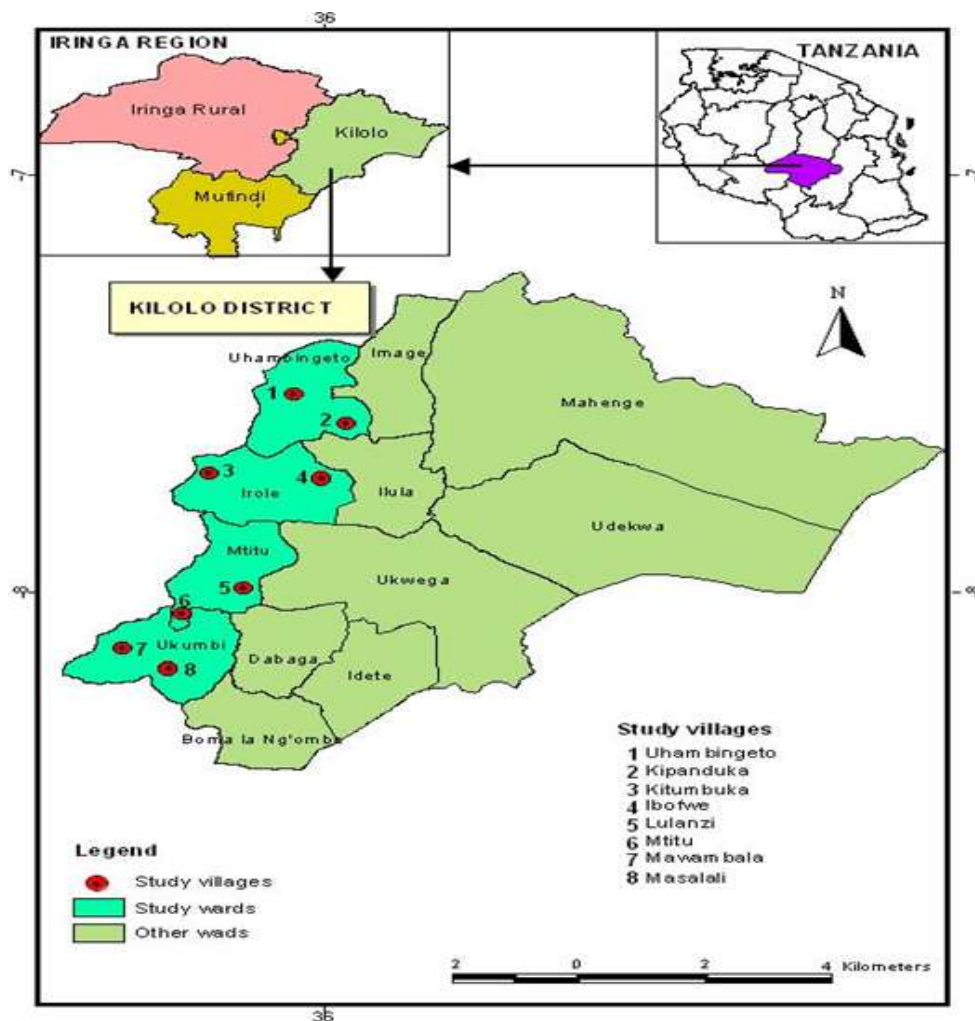 36
IRINGA REGION
TANZANIA
Iringa Rural
Kilolo
Mufindi
-7
7
KILOLO DISTRICT
N
Uhambingeto
Image
1
2
Mahenge
3
4
Irole
Ilula
Udekwa
Mtitu
5
Ukwega
-8
8
6
Ukumbi
7
8
Dabaga
Idete
Boma la Ng'ombe
Study villages
1 Uhambingeto
2 Kipanduka
3 Kitumbuka
4 Ibofwe
5 Lulanzi
6 Mtitu
7 Mawambala
8 Masalali
Legend
Study villages
Study wards
Other wads
2 0 2 4 Kilometers
36